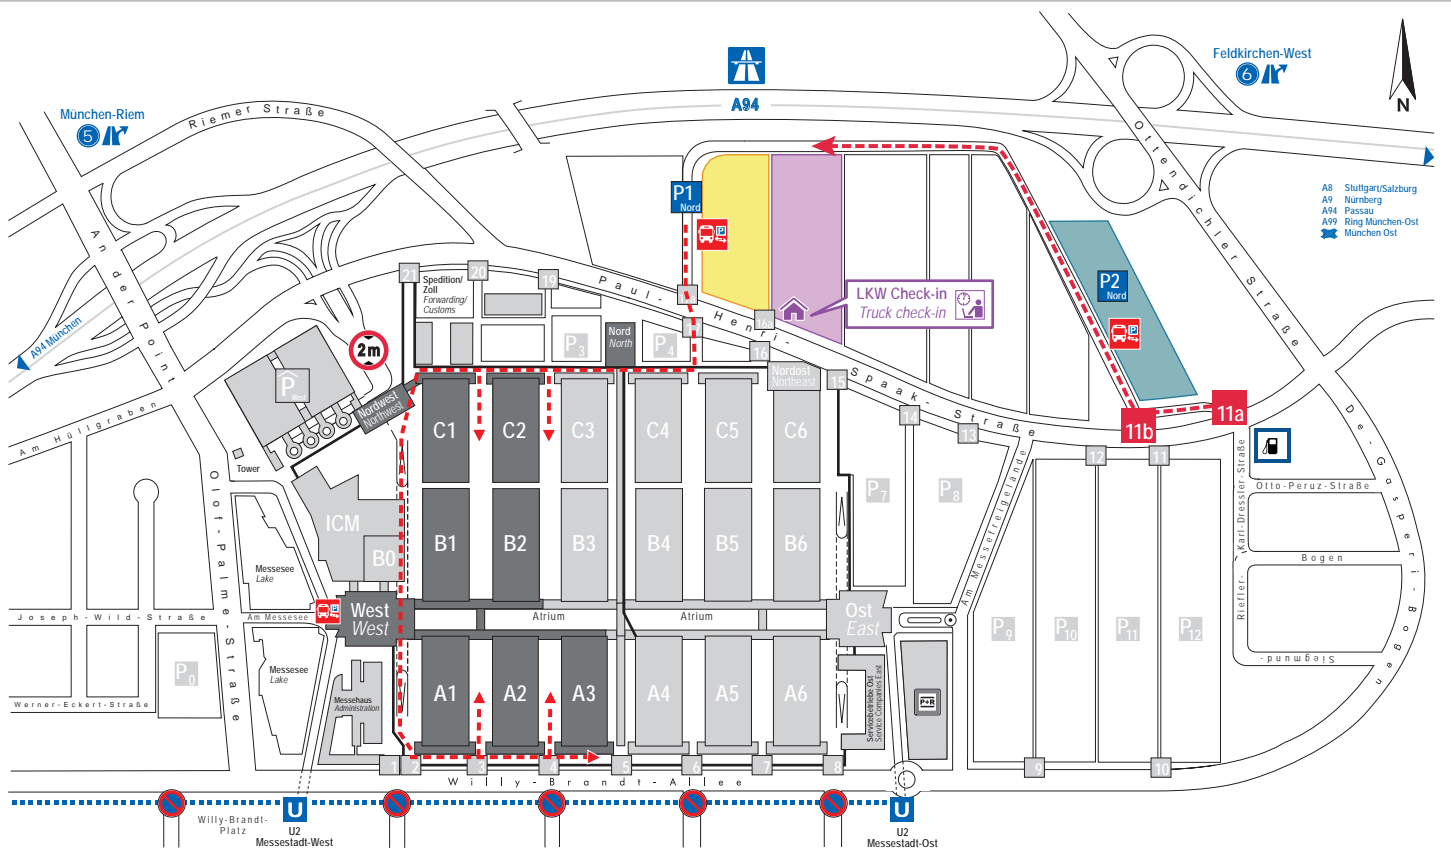 Feldkirchen-West
6
A94
München-Riem
5
Riemer Straße
N
Ottendichler Straße
A8 Stuttgart/Salzburg
A9 Nürnberg
A94 Passau
A99 Ring München-Ost
München Ost
An der Point
P1
Nord
P
P2
Nord
P
LKW Check-in
Truck check-in
21
20
19
Spedition/
Zoll
Forwarding/
Customs
Paul-Henri-Spaak-Straße
17
16a
16
15
14
13
12
11
11b
11a
A94 München
2m
P3
Nord
North
P4
Nordost
Northeast
P
West
Nordwest
Northwest
Am Hüllgraben
Tower
C1
C2
C3
C4
C5
C6
P7
P8
Am Messefreigelände
Karl-Dressler-Straße
Otto-Peruz-Straße
De-Gasperi-Bogen
Olof-Palme-Straße
ICM
B0
B1
B2
B3
B4
B5
B6
Bogen
Riefler-
Messesee
Lake
Joseph-Wild-Straße
Am Messesee
P
West
West
Atrium
Atrium
Ost
East
P9
P10
P11
P12
Siegmund-
P0
Messesee
Lake
Werner-Eckert-Straße
Messehaus
Administration
A1
A2
A3
A4
A5
A6
Servicebetriebe Ost
Service Companies East
P+R
1
2
3
4
5
6
7
8
9
10
Willy-Brandt-Allee
Willy-Brandt-
Platz
U
U2
Messestadt-West
U
U2
Messestadt-Ost